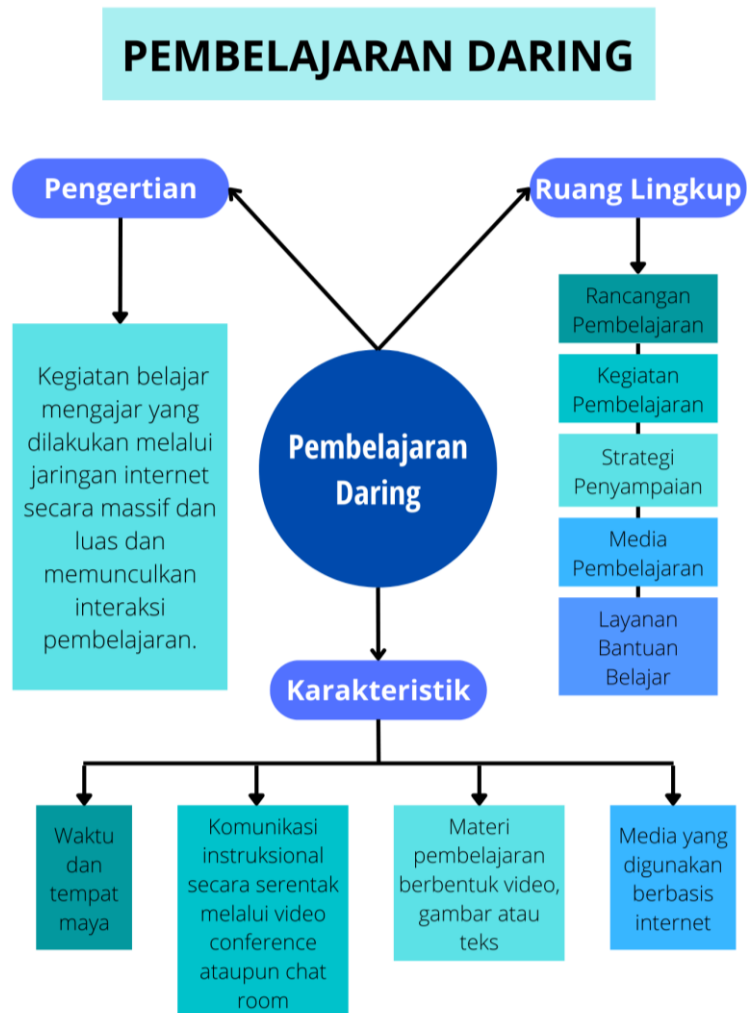 PEMBELAJARAN DARING
Pengertian
Ruang Lingkup
Kegiatan belajar
mengajar yang
dilakukan melalui
jaringan internet
secara massif dan
luas dan
memunculkan
interaksi
pembelajaran.
Pembelajaran
Daring
Rancangan
Pembelajaran
Kegiatan
Pembelajaran
Strategi
Penyampaian
Media
Pembelajaran
Layanan
Bantuan
Belajar
Karakteristik
Waktu
dan
tempat
maya
Komunikasi
instruksional
secara serentak
melalui video
conference
ataupun chat
room
Materi
pembelajaran
berbentuk video,
gambar atau
teks
Media yang
digunakan
berbasis
internet